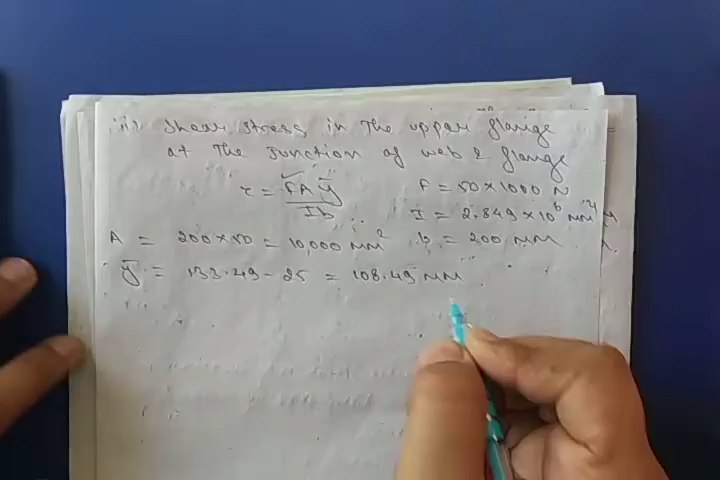 iii) Shear stress in the upper flange
at the Junction of web & flange
τ = FAȳ / Ib F = 50×1000 N
I = 2.849×10⁶ mm⁴
A = 200×50 = 10,000 mm² b = 200 mm
ȳ = 133.49 - 25 = 108.49 mm